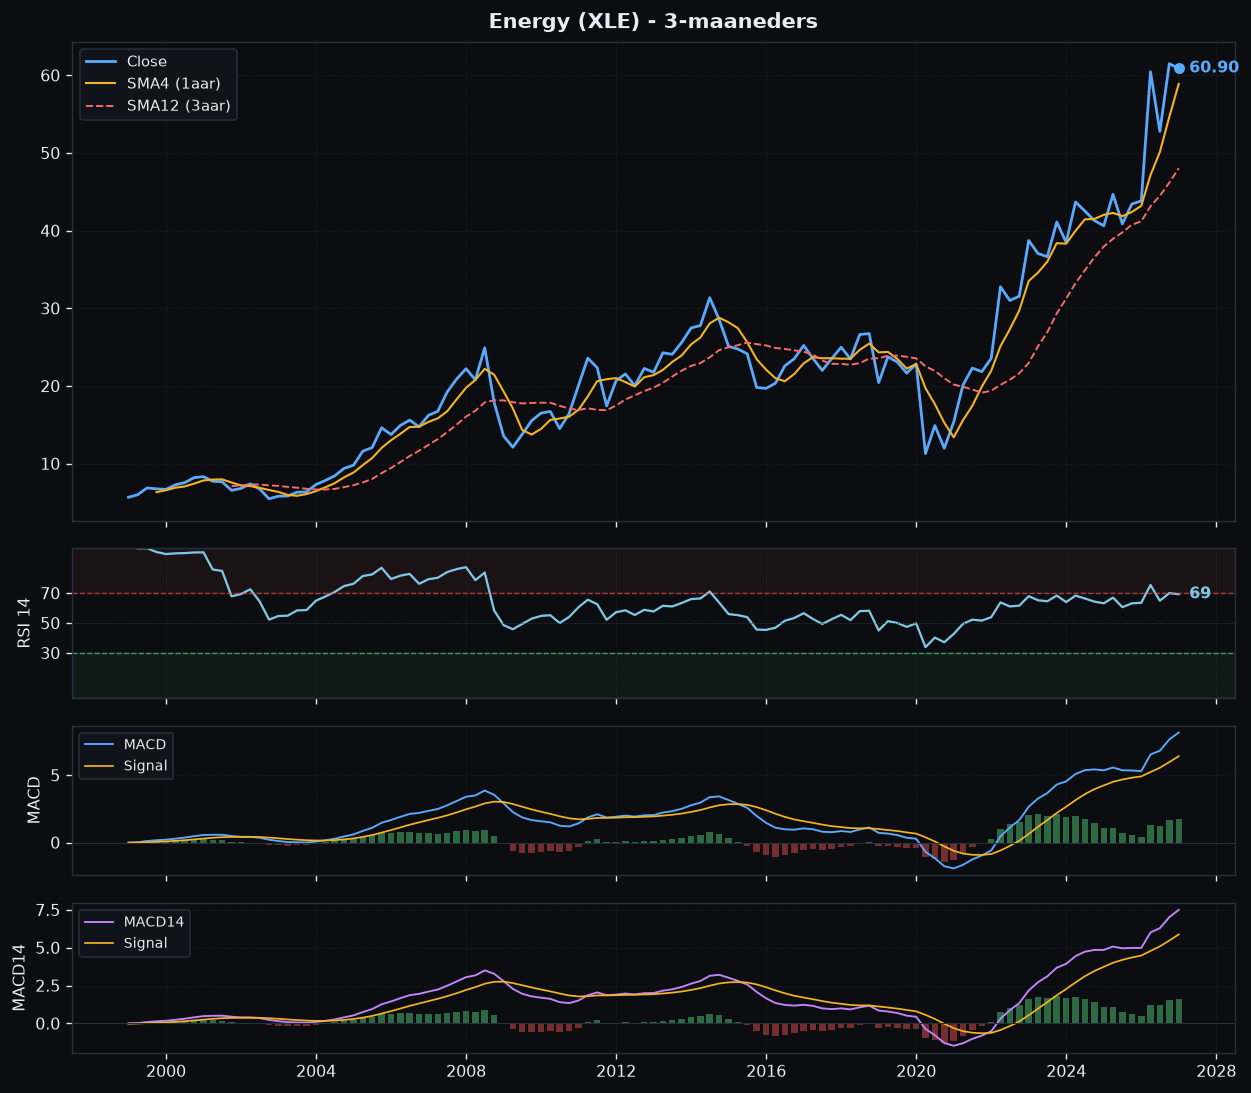 Energy (XLE) - 3-maaneders
Close
SMA4 (1aar)
SMA12 (3aar)
60.90
60
50
40
30
20
10
RSI 14
70
50
30
69
MACD
MACD
Signal
5
0
MACD14
MACD14
Signal
7.5
5.0
2.5
0.0
2000 2004 2008 2012 2016 2020 2024 2028